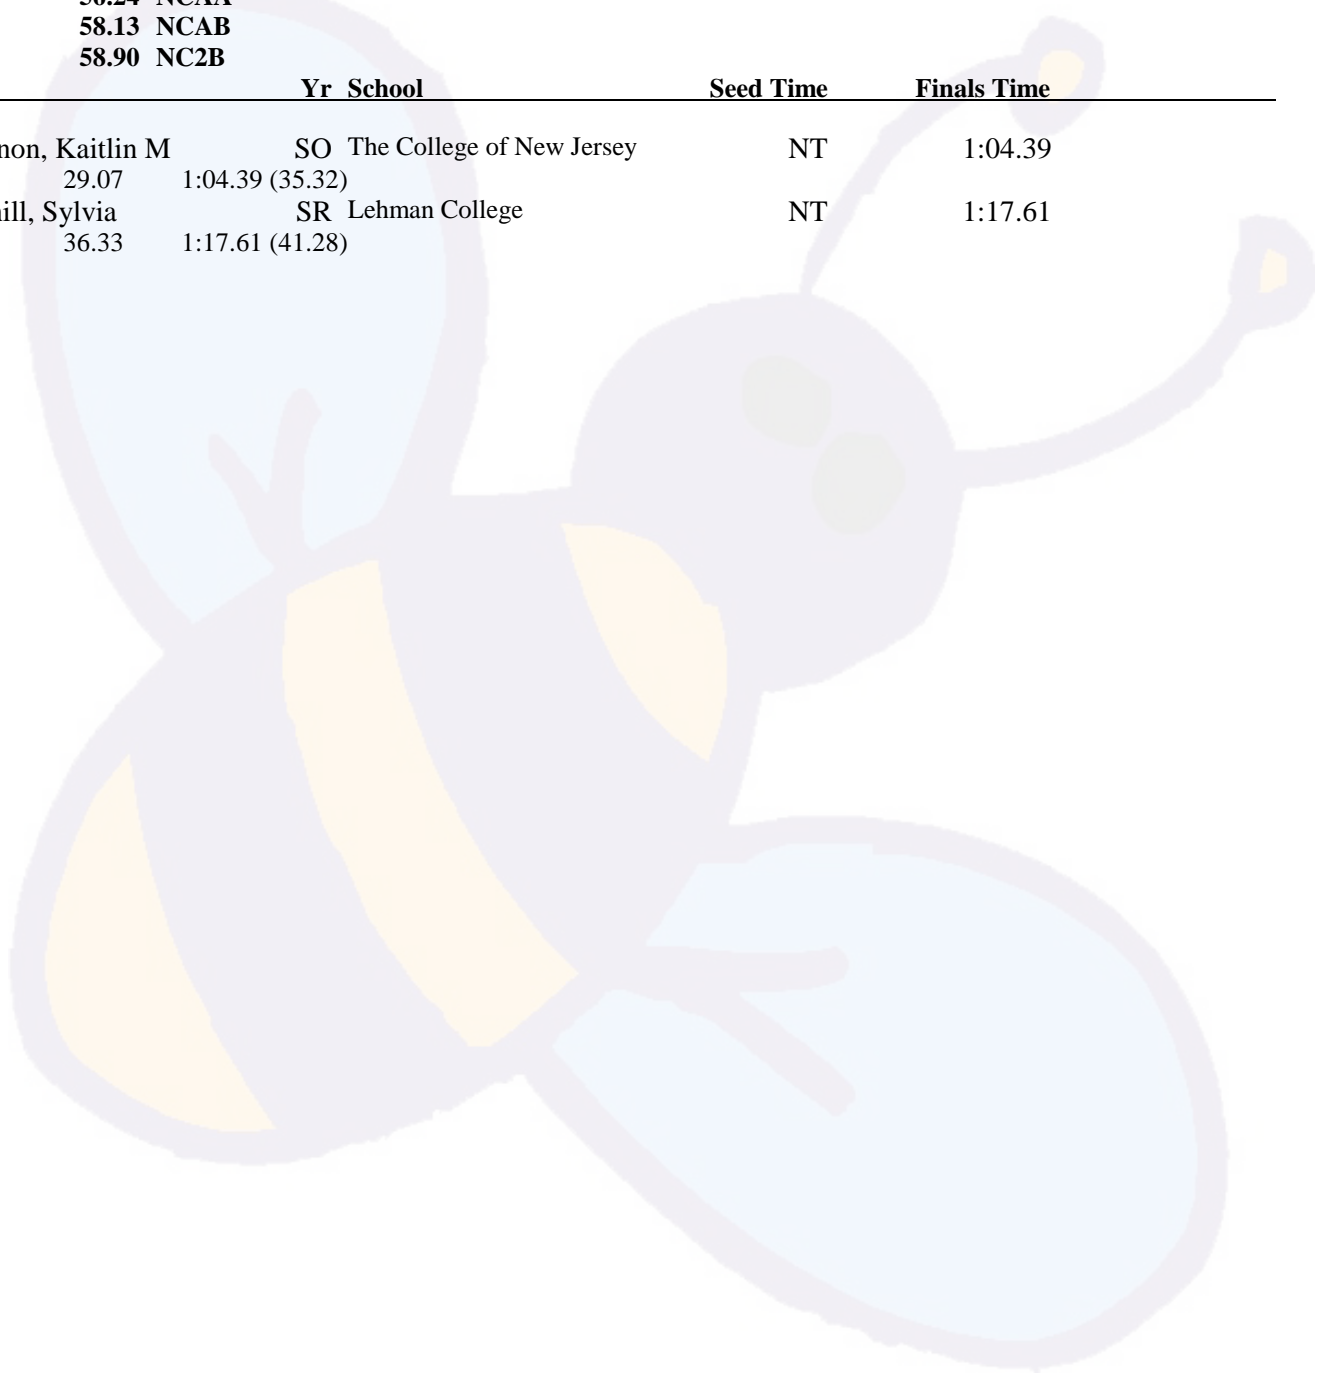 58.13 NCAB
58.90 NC2B
Yr School Seed Time Finals Time
Kaitlin M SO The College of New Jersey NT 1:04.39
29.07 1:04.39 (35.32)
Sylvia SR Lehman College NT 1:17.61
36.33 1:17.61 (41.28)